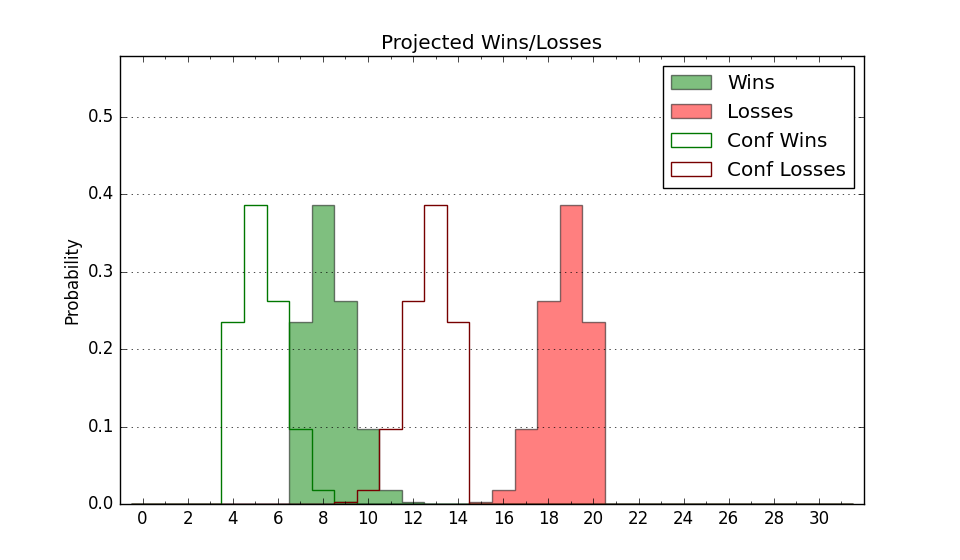 Projected Wins/Losses
Wins
Losses
Conf Wins
Conf Losses
Probability
0.5
0.4
0.3
0.2
0.1
0.0
0 2 4 6 8 10 12 14 16 18 20 22 24 26 28 30